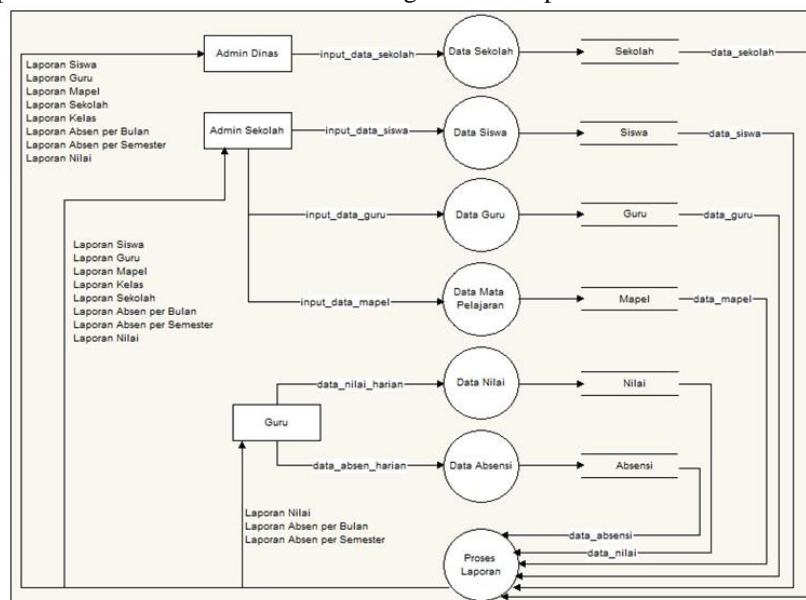 Admin Dinas
input_data_sekolah
Data Sekolah
Sekolah
data_sekolah
Laporan Siswa
Laporan Guru
Laporan Mapel
Laporan Sekolah
Laporan Kelas
Laporan Absen per Bulan
Laporan Absen per Semester
Laporan Nilai
Admin Sekolah
input_data_siswa
Data Siswa
Siswa
data_siswa
input_data_guru
Data Guru
Guru
data_guru
Laporan Siswa
Laporan Guru
Laporan Mapel
Laporan Kelas
Laporan Sekolah
Laporan Absen per Bulan
Laporan Absen per Semester
Laporan Nilai
input_data_mapel
Data Mata
Pelajaran
Mapel
data_mapel
data_nilai_harian
Data Nilai
Nilai
Guru
data_absen_harian
Data Absensi
Absensi
Laporan Nilai
Laporan Absen per Bulan
Laporan Absen per Semester
data_absensi
data_nilai
Proses
Laporan